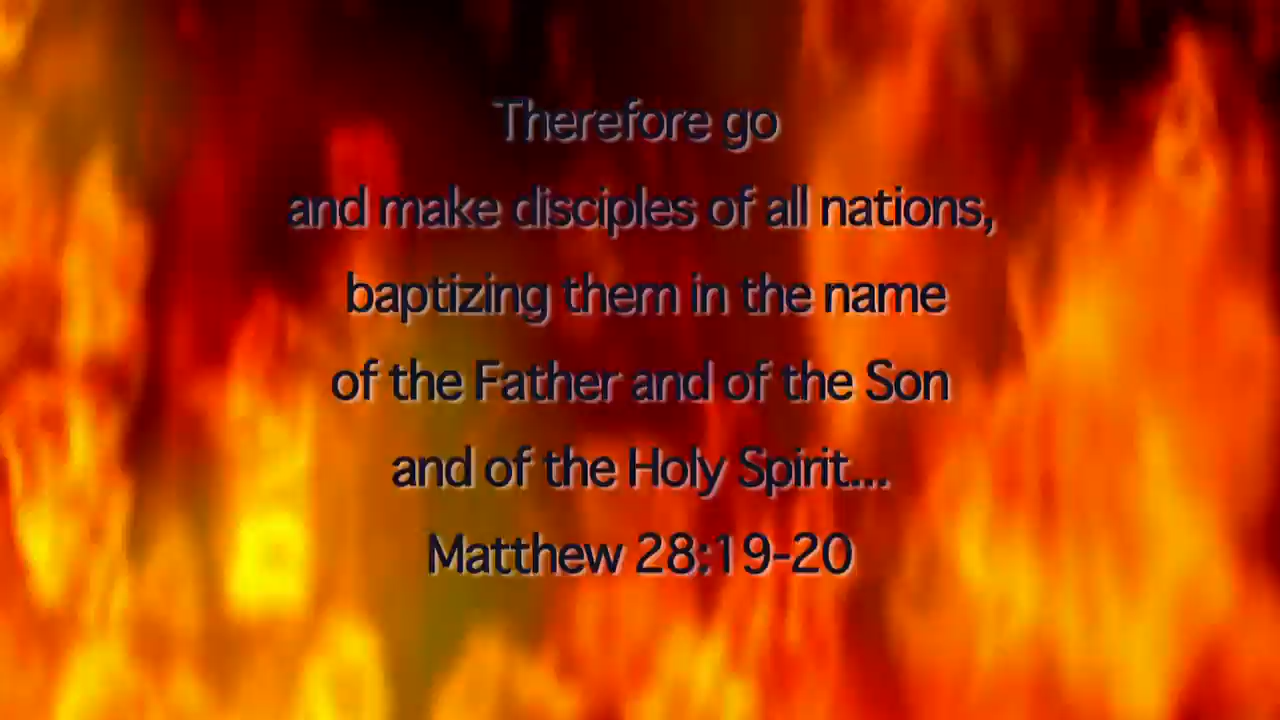 Therefore go
and make disciples of all nations,
baptizing them in the name
of the Father and of the Son
and of the Holy Spirit...
Matthew 28:19-20